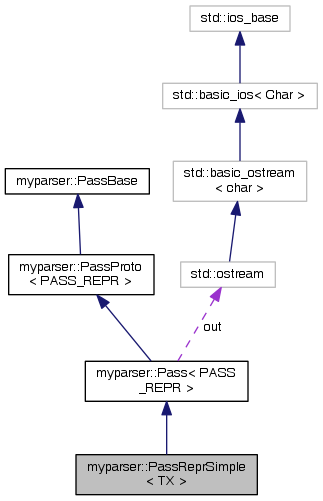 std::ios_base
std::basic_ios< Char >
std::basic_ostream
< char >
myparser::PassBase
myparser::PassProto
< PASS_REPR >
std::ostream
out
myparser::Pass< PASS
_REPR >
myparser::PassReprSimple
< TX >